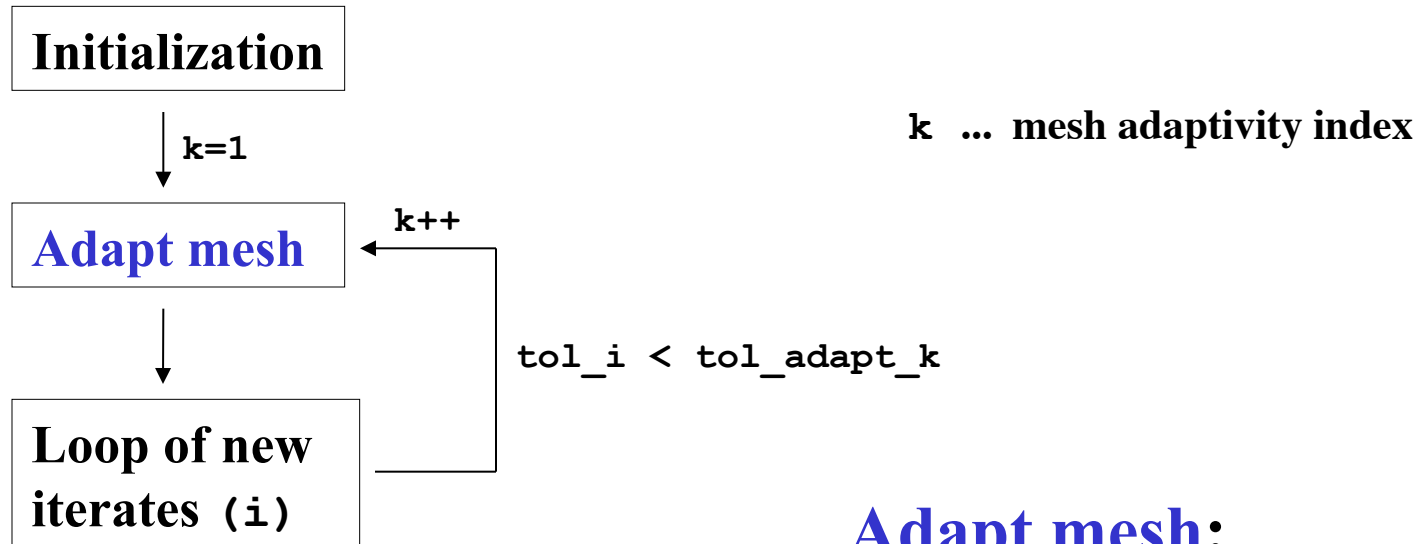 Initialization
k=1
k ... mesh adaptivity index
Adapt mesh
k++
tol_i < tol_adapt_k
Loop of new
iterates (i)
Adapt mesh: